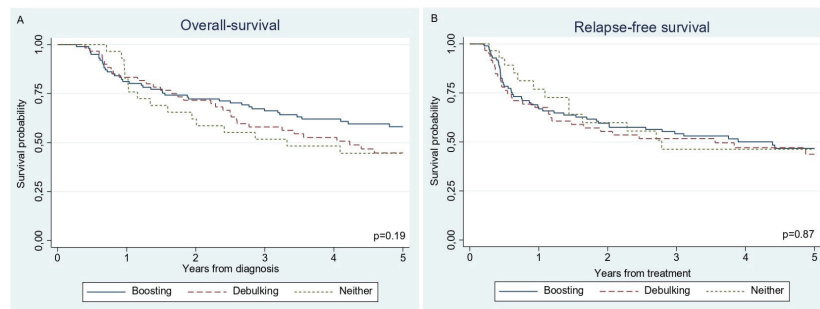 A
Overall-survival
Survival probability
1,00
0,75
0,50
0,25
0,00
p=0.19
0 1 2 3 4 5
Years from diagnosis
Boosting Debulking Neither
B
Relapse-free survival
Survival probability
1,00
0,75
0,50
0,25
0,00
p=0.87
0 1 2 3 4 5
Years from treatment
Boosting Debulking Neither